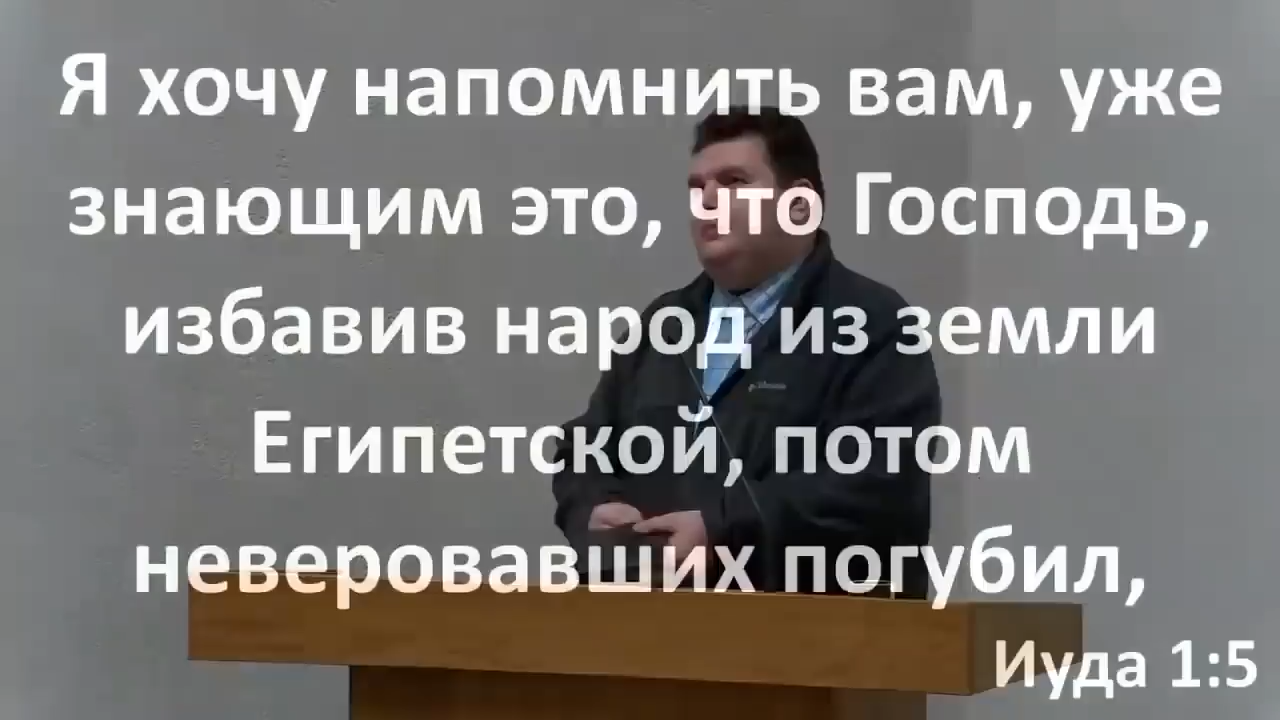 Я хочу напомнить вам, уже
знающим это, что Господь,
избавив народ из земли
Египетской, потом
неверовавших погубил,
Иуда 1:5